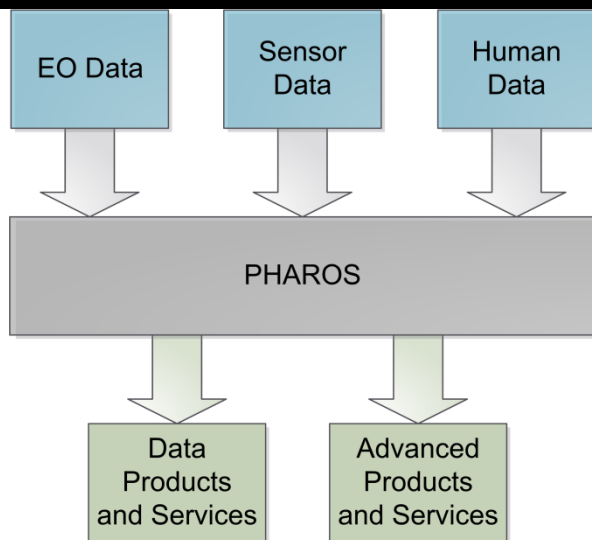 EO Data
Sensor
Data
Human
Data
PHAROS
Data
Products
and Services
Advanced
Products
and Services